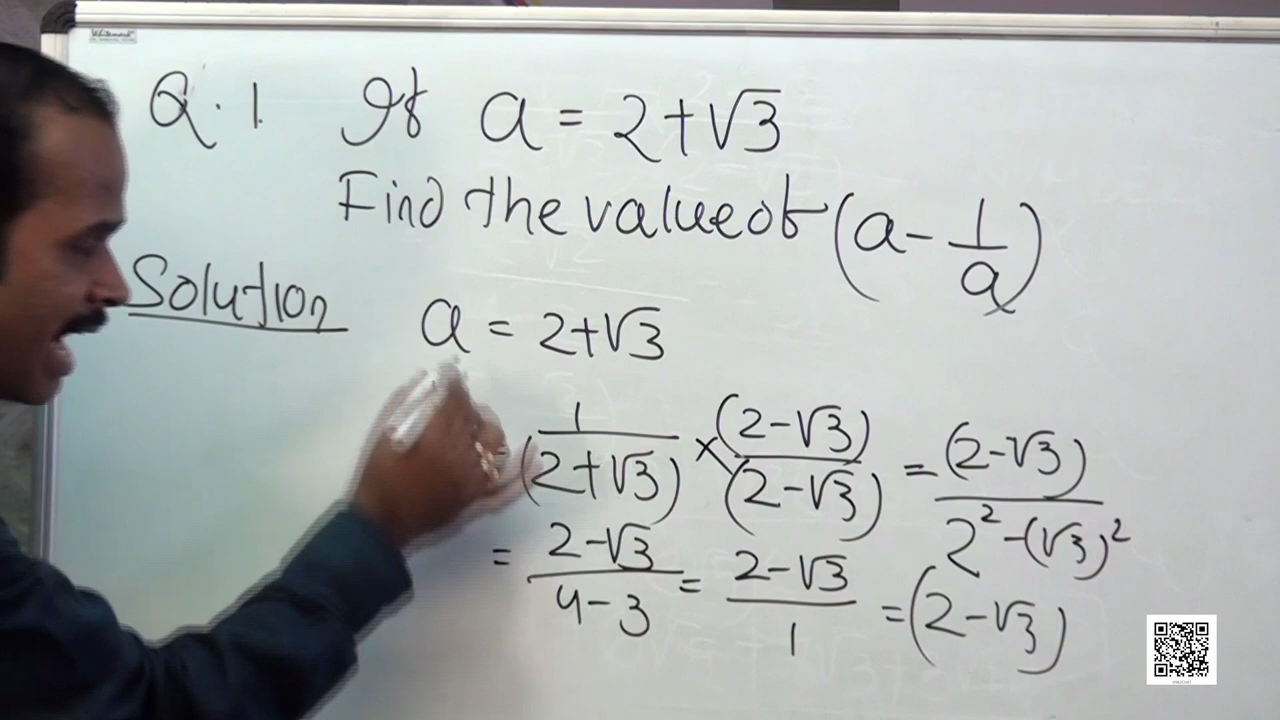 Whitemark
Q.1 If a = 2+√3
Find the value of (a - 1/a)
Solution
a = 2+√3
= 1/(2+√3) × (2-√3)/(2-√3) = (2-√3)/(2² - (√3)²)
= (2-√3)/(4-3) = (2-√3)/1 = (2-√3)